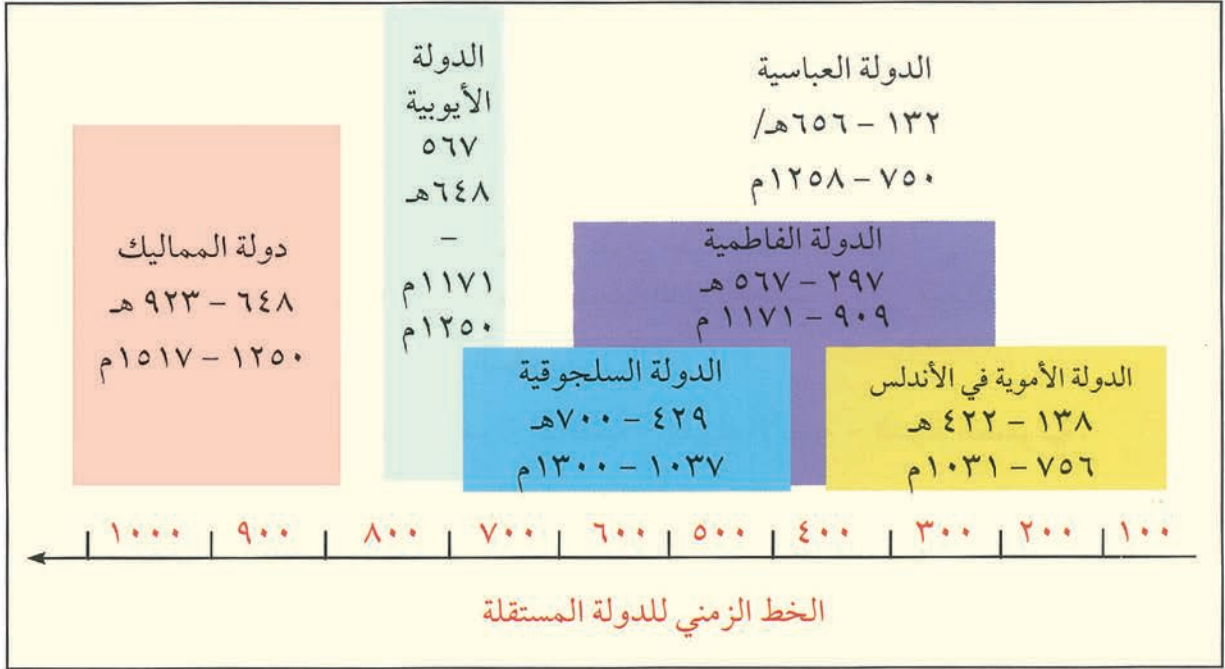 الدولة العباسية
١٣٢ – ٦٥٦هـ/
٧٥٠ – ١٢٥٨م
الدولة
الأيوبية
٥٦٧
٦٤٨هـ
–
١١٧١م
١٢٥٠م
الدولة الفاطمية
٢٩٧ – ٥٦٧ هـ
٩٠٩ – ١١٧١ م
دولة المماليك
٦٤٨ – ٩٢٣ هـ
١٢٥٠ – ١٥١٧م
الدولة الأموية في الأندلس
١٣٨ – ٤٢٢ هـ
٧٥٦ – ١٠٣١م
الدولة السلجوقية
٤٢٩ – ٧٠٠هـ
١٠٣٧ – ١٣٠٠م
١٠٠ ٢٠٠ ٣٠٠ ٤٠٠ ٥٠٠ ٦٠٠ ٧٠٠ ٨٠٠ ٩٠٠ ١٠٠٠
الخط الزمني للدولة المستقلة